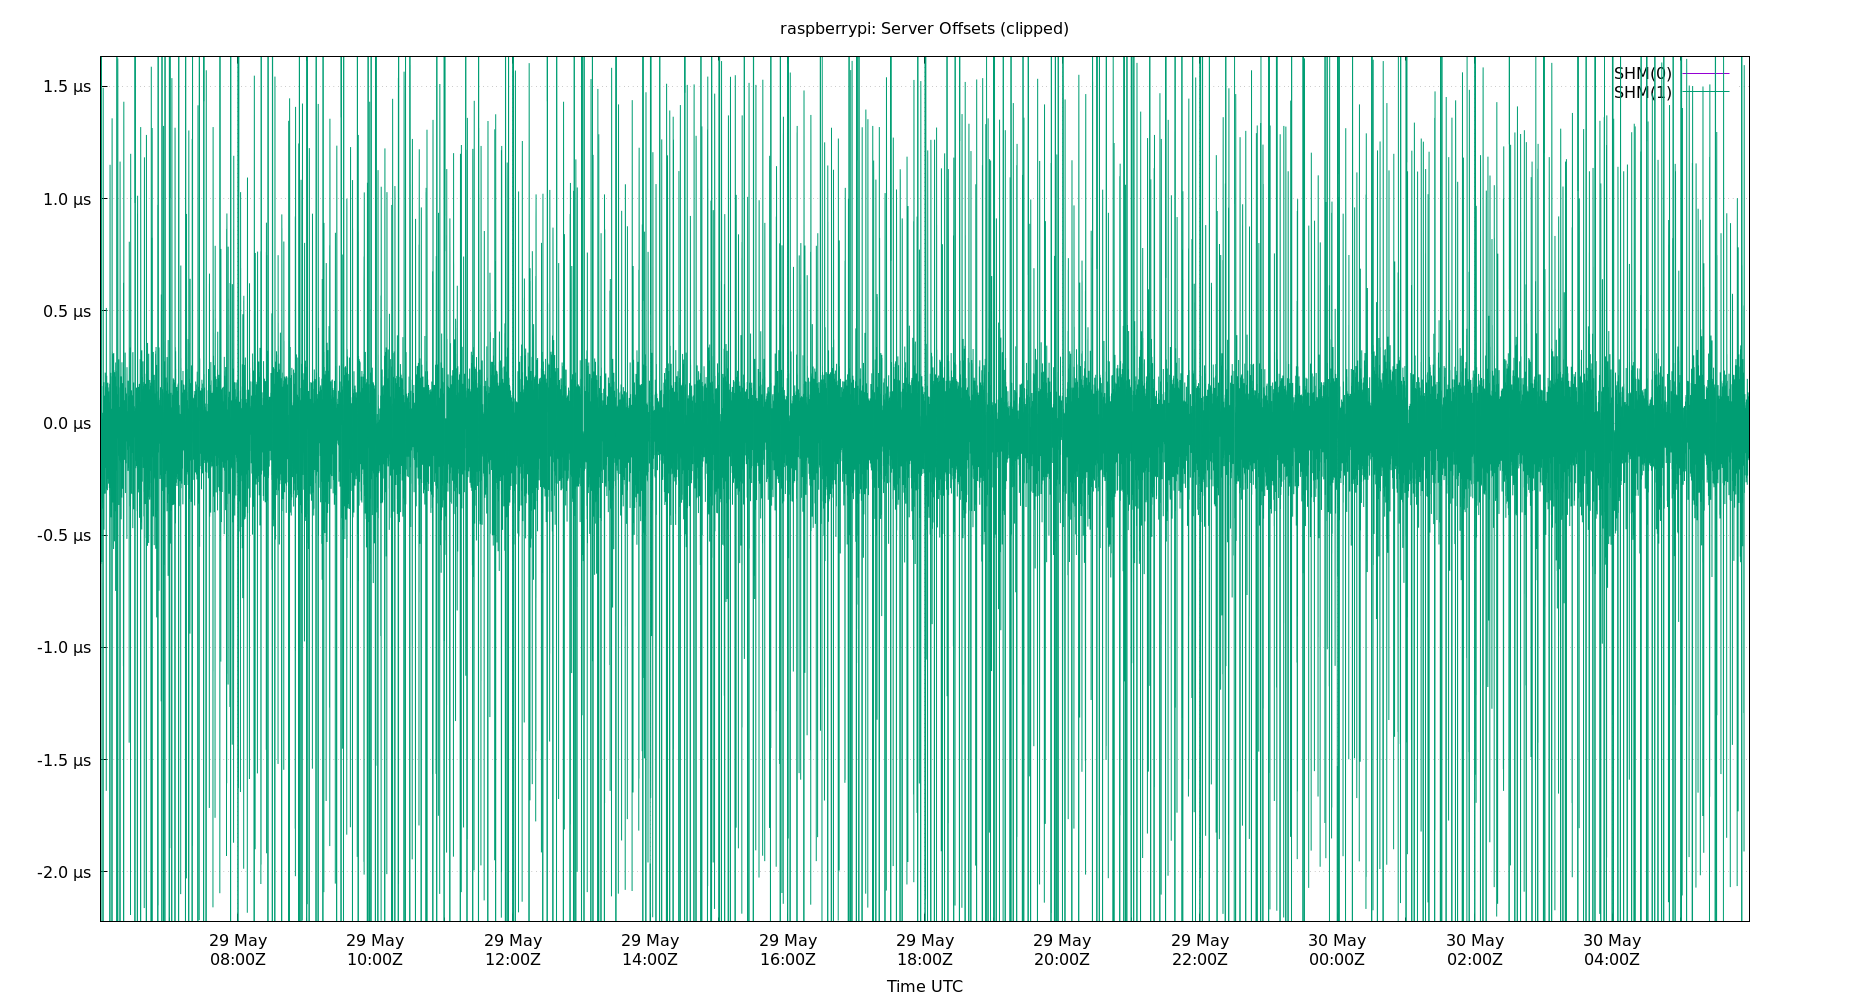 raspberrypi: Server Offsets (clipped)
SHM(0)
SHM(1)
1.5 µs
1.0 µs
0.5 µs
0.0 µs
-0.5 µs
-1.0 µs
-1.5 µs
-2.0 µs
29 May 29 May 29 May 29 May 29 May 29 May 29 May 29 May 30 May 30 May 30 May
08:00Z 10:00Z 12:00Z 14:00Z 16:00Z 18:00Z 20:00Z 22:00Z 00:00Z 02:00Z 04:00Z
Time UTC